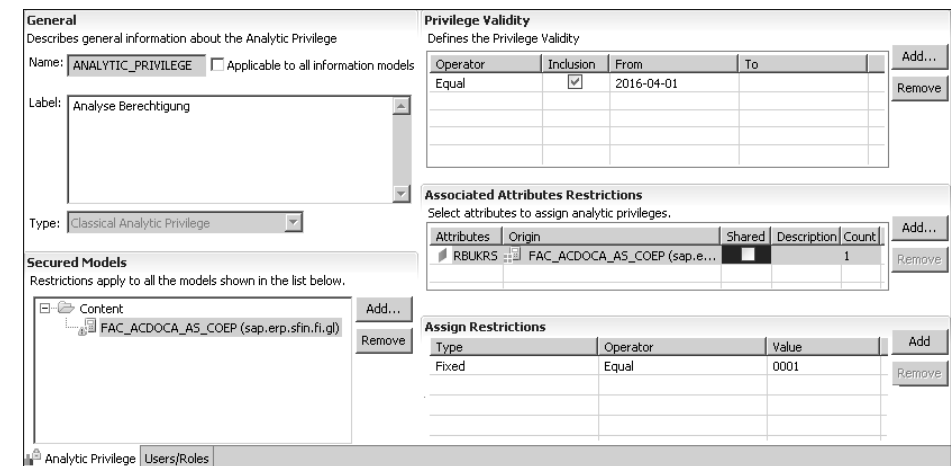 General
Describes general information about the Analytic Privilege
Name: ANALYTIC_PRIVILEGE Applicable to all information models
Label: Analyse Berechtigung
Type: Classical Analytic Privilege
Secured Models
Restrictions apply to all the models shown in the list below.
Content
FAC_ACDOCA_AS_COEP (sap.erp.sfin.fi.gl)
Add...
Remove
Privilege Validity
Defines the Privilege Validity
Operator Inclusion From To
Equal 2016-04-01
Add...
Remove
Associated Attributes Restrictions
Select attributes to assign analytic privileges.
Attributes Origin Shared Description Count
RBUKRS FAC_ACDOCA_AS_COEP (sap.e... 1
Add...
Remove
Assign Restrictions
Type Operator Value
Fixed Equal 0001
Add
Remove
Analytic Privilege Users/Roles